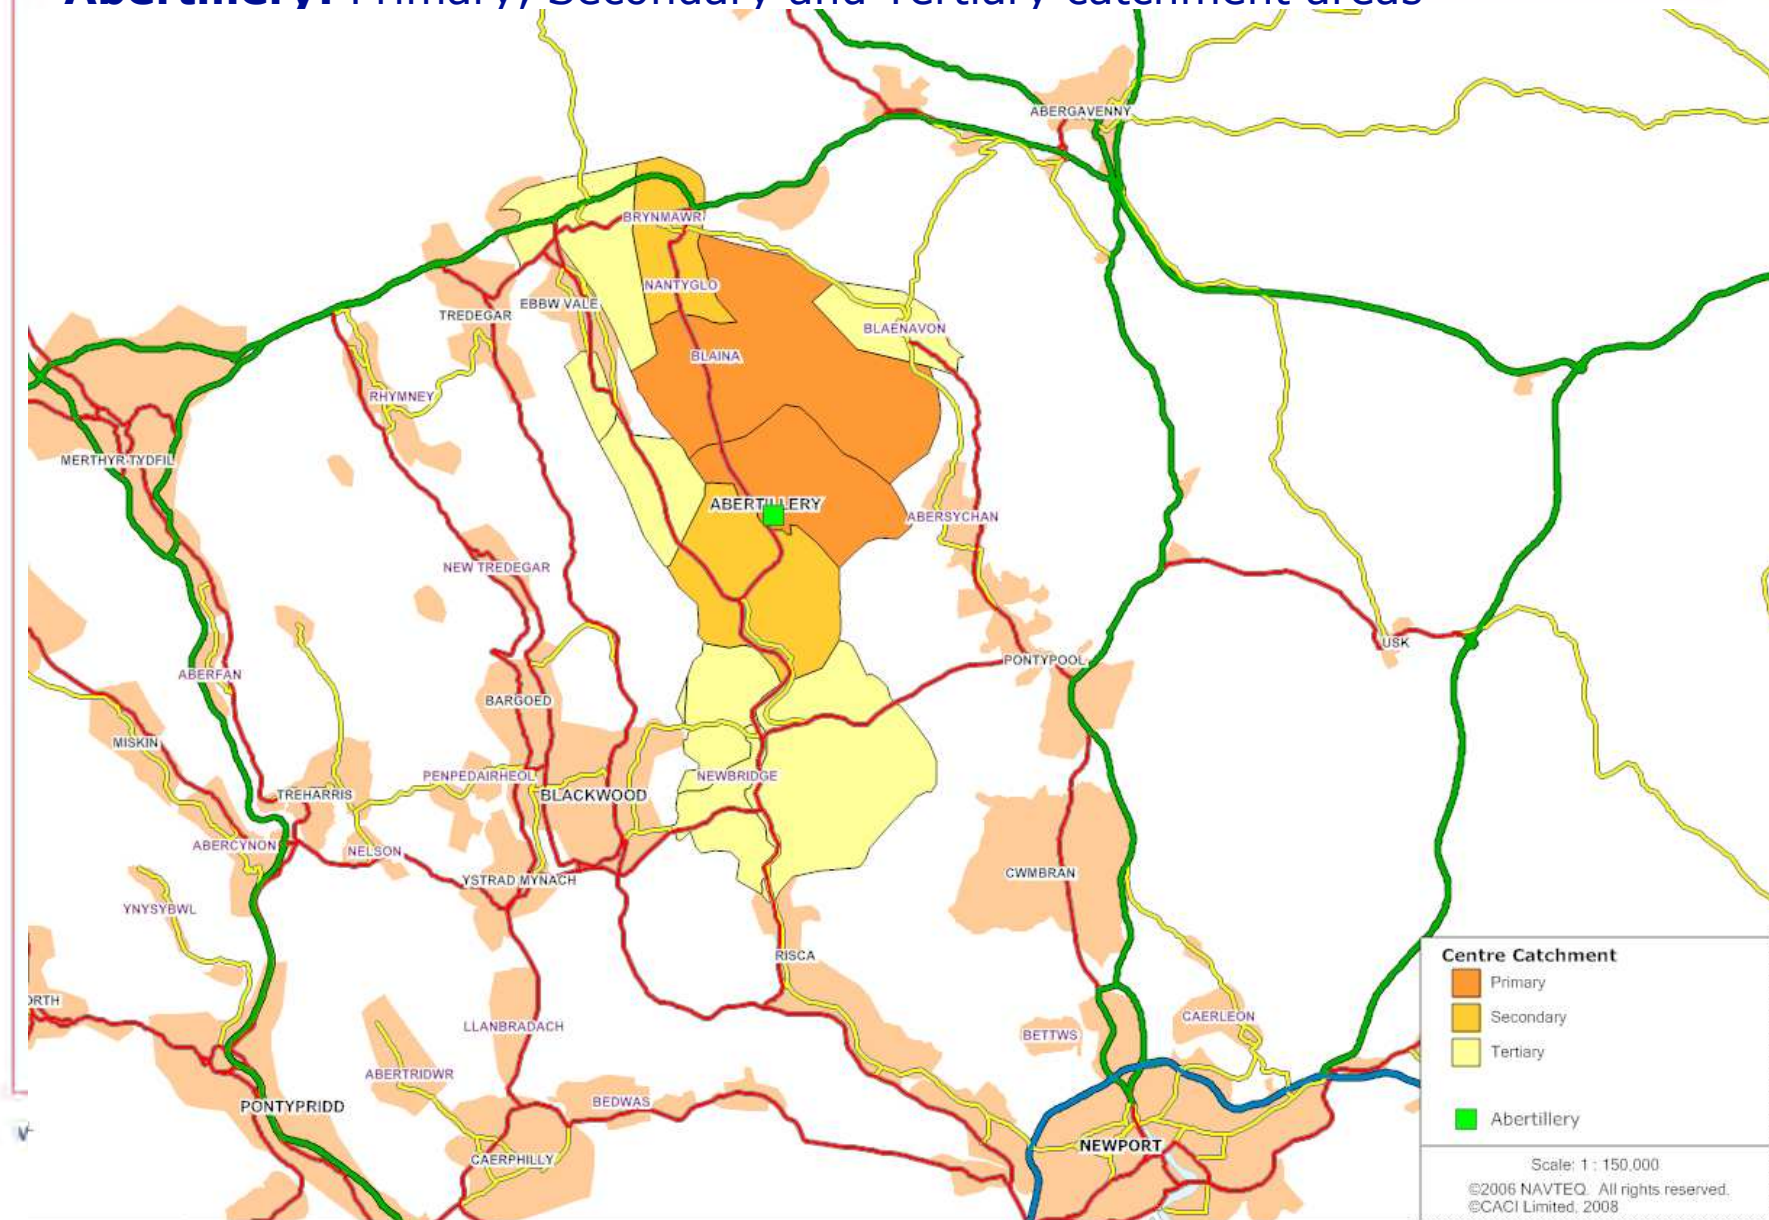 Abertillery: Primary, Secondary and Tertiary catchment areas
ABERGAVENNY
BRYNMAWR
NANTYGLO
EBBW VALE
TREDEGAR
BLAENAVON
BLAINA
RHYMNEY
MERTHYR TYDFIL
ABERTILLERY
ABERSYCHAN
NEW TREDEGAR
USK
PONTYPOOL
ABERFAN
BARGOED
MISKIN
PENPEDAIRHEOL
NEWBRIDGE
TREHARRIS
BLACKWOOD
ABERCYNON
NELSON
YSTRAD MYNACH
CWMBRAN
YNYSYBWL
RISCA
ORTH
LLANBRADACH
BETTWS
CAERLEON
ABERTRIDWR
PONTYPRIDD
BEDWAS
NEWPORT
CAERPHILLY
Centre Catchment
Primary
Secondary
Tertiary
Abertillery
Scale: 1 : 150,000
©2006 NAVTEQ. All rights reserved.
©CACI Limited, 2008